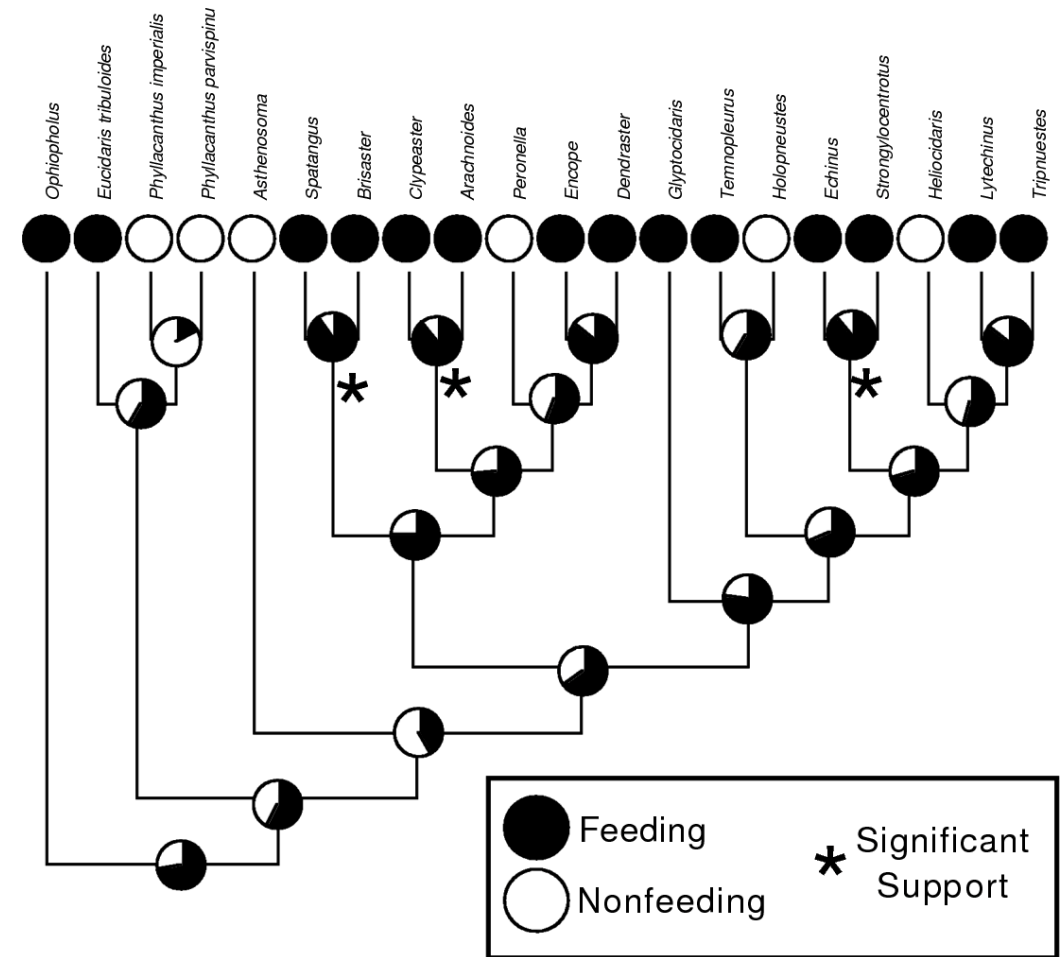 Ophiopholus
Eucidaris tribuloides
Phyllacanthus imperialis
Phyllacanthus parvispinu
Asthenosoma
Spatangus
Brisaster
Clypeaster
Arachnoides
Peronella
Encope
Dendraster
Glyptocidaris
Temnopleurus
Holopneustes
Echinus
Strongylocentrotus
Heliocidaris
Lytechinus
Tripnuestes
*
*
*
Feeding
Nonfeeding
* Significant
Support